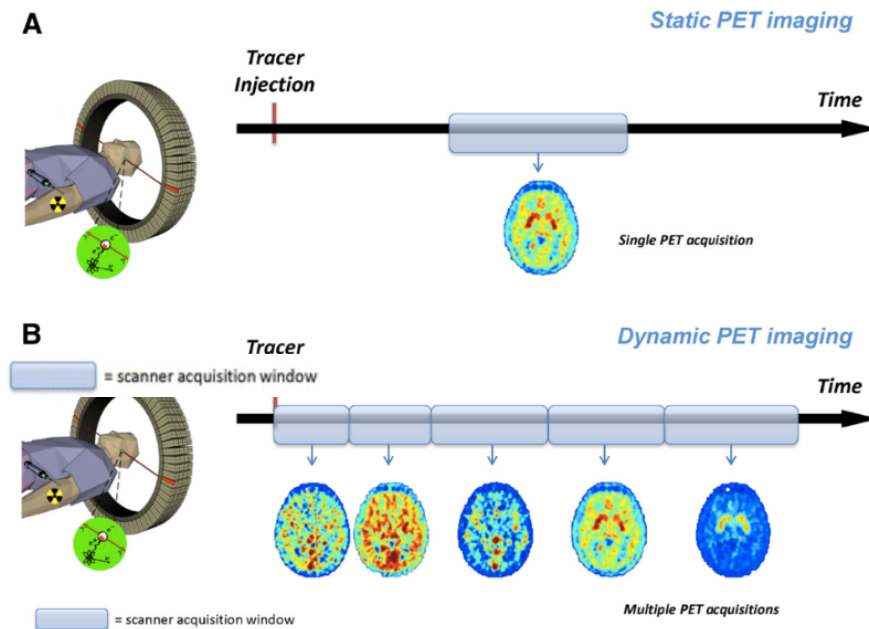 A
Static PET imaging
Tracer
Injection
Time
Single PET acquisition
B
Dynamic PET imaging
Tracer
= scanner acquisition window
Time
Multiple PET acquisitions
= scanner acquisition window